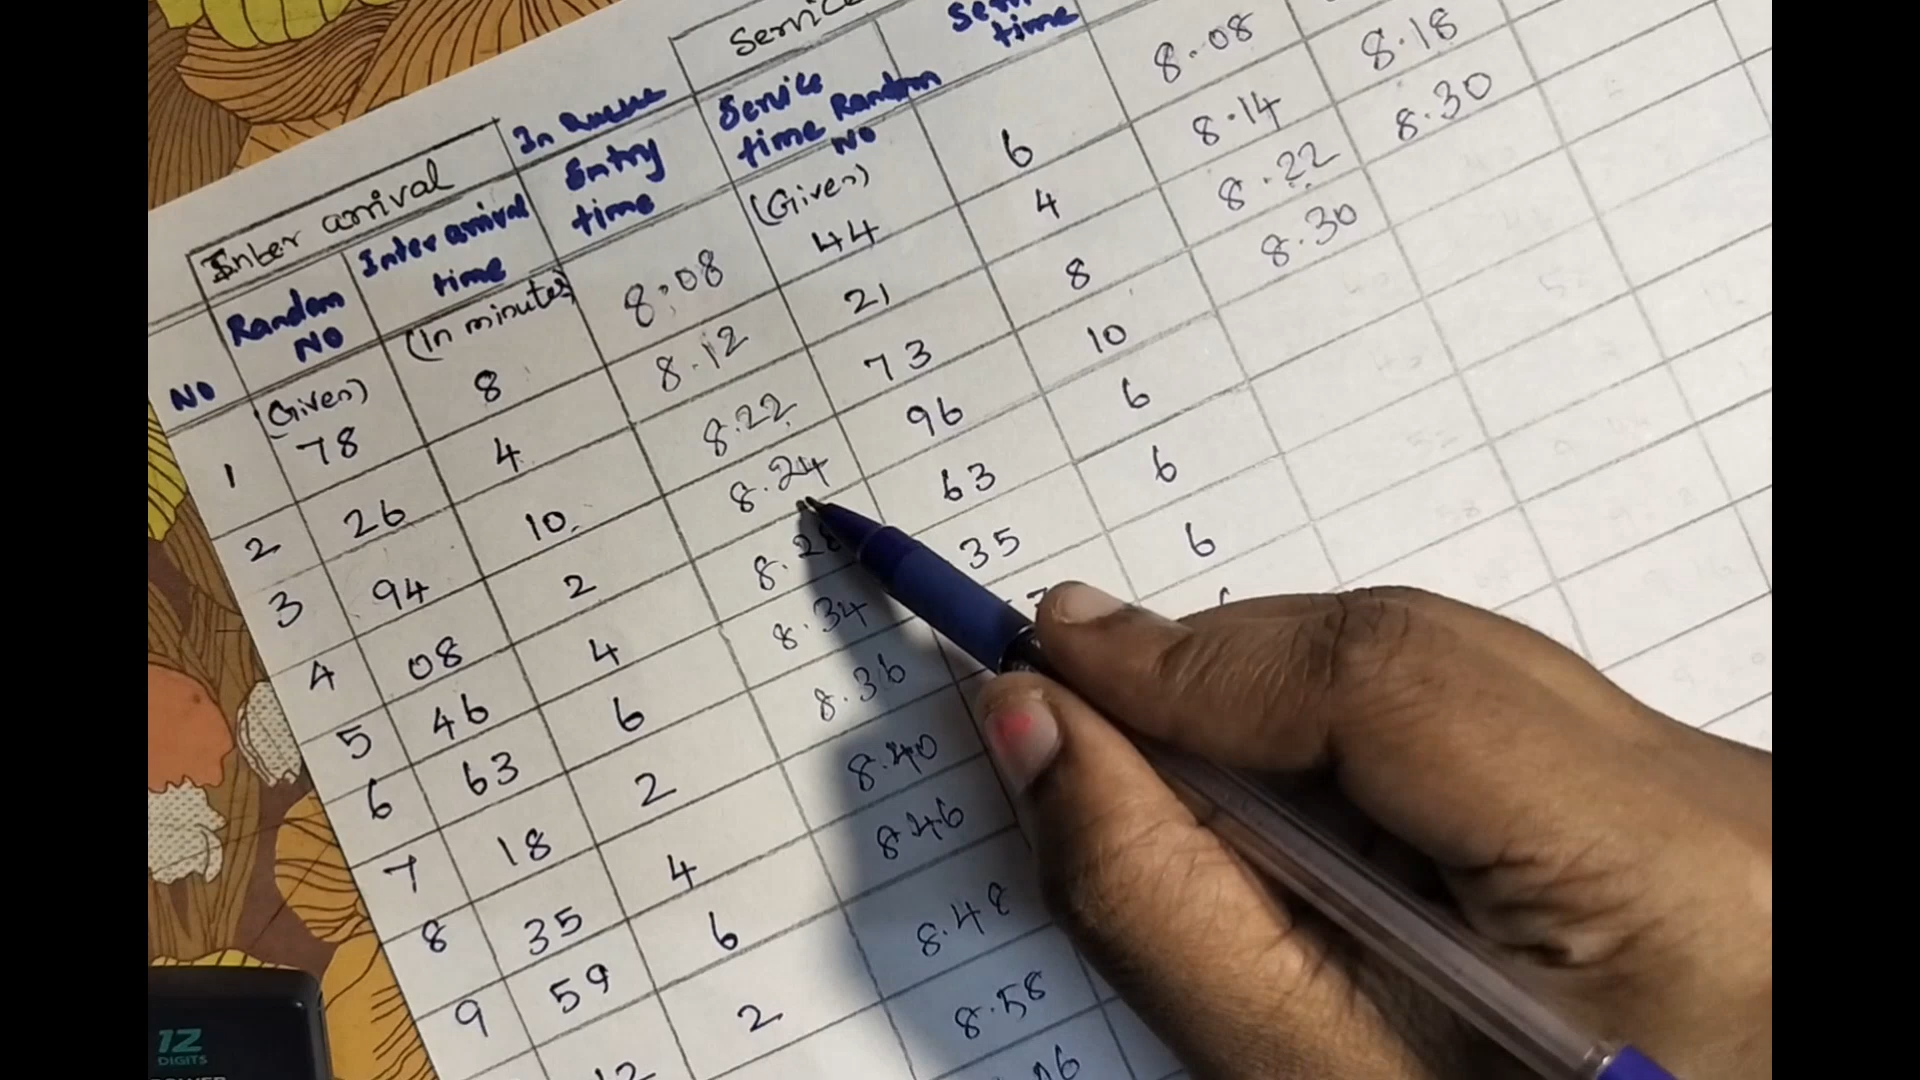 Service
Inter arrival
In Queue
Service
time
NO
Random
NO
Inter arrival
time
Entry
time
Service
time Random
NO
(Given)
(In minutes)
(Given)
1 78 8 8.08 44 6 8.08
2 26 4 8.12 21 4 8.14 8.18
3 94 10 8.22 73 8 8.22 8.30
4 08 2 8.24 96 10 8.30
5 46 4 63 6
6 63 6 8.34 35 6
7 18 2 8.36 6
8 35 4 8.40
9 59 6 8.46
2 8.48
12 8.58
12
DIGITS